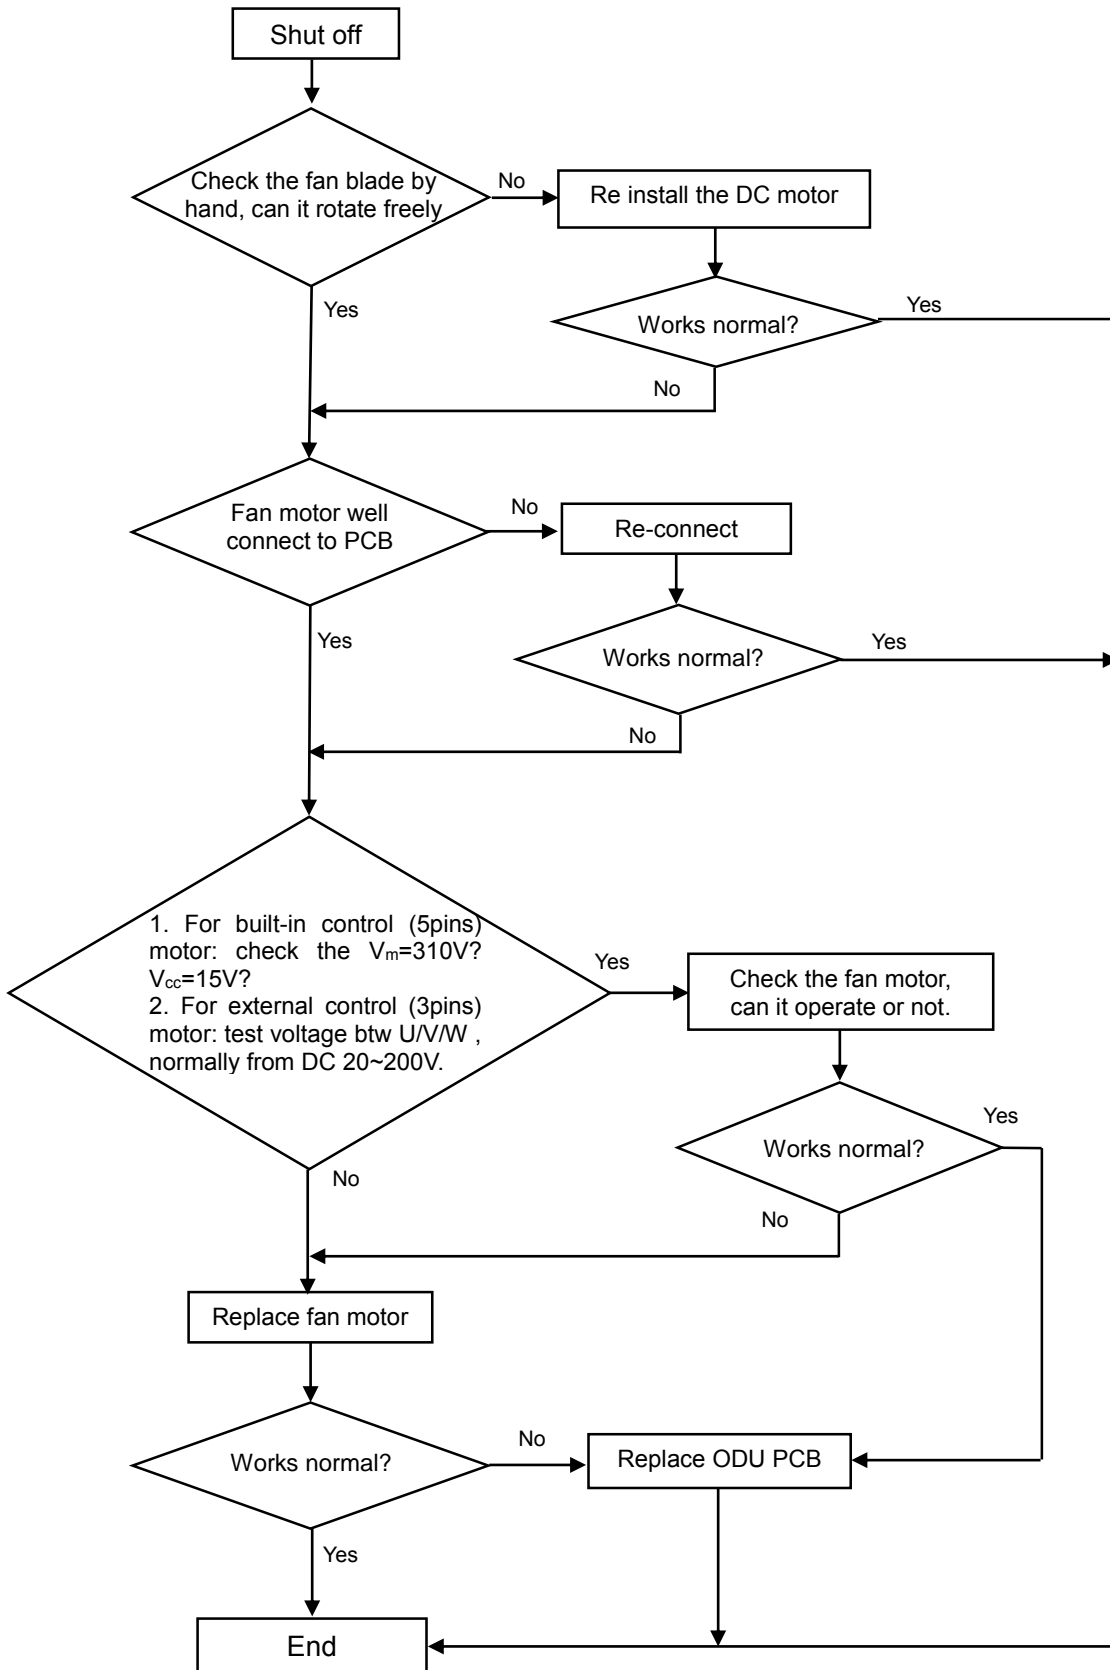 Shut off
Check the fan blade by
hand, can it rotate freely
No
Re install the DC motor
Yes
Works normal?
Yes
No
Fan motor well
connect to PCB
No
Re-connect
Yes
Works normal?
Yes
No
1. For built-in control (5pins)
motor: check the Vm=310V?
Vcc=15V?
2. For external control (3pins)
motor: test voltage btw U/V/W ,
normally from DC 20~200V.
Yes
Check the fan motor,
can it operate or not.
No
Works normal?
Yes
No
Replace fan motor
Works normal?
No
Replace ODU PCB
Yes
End